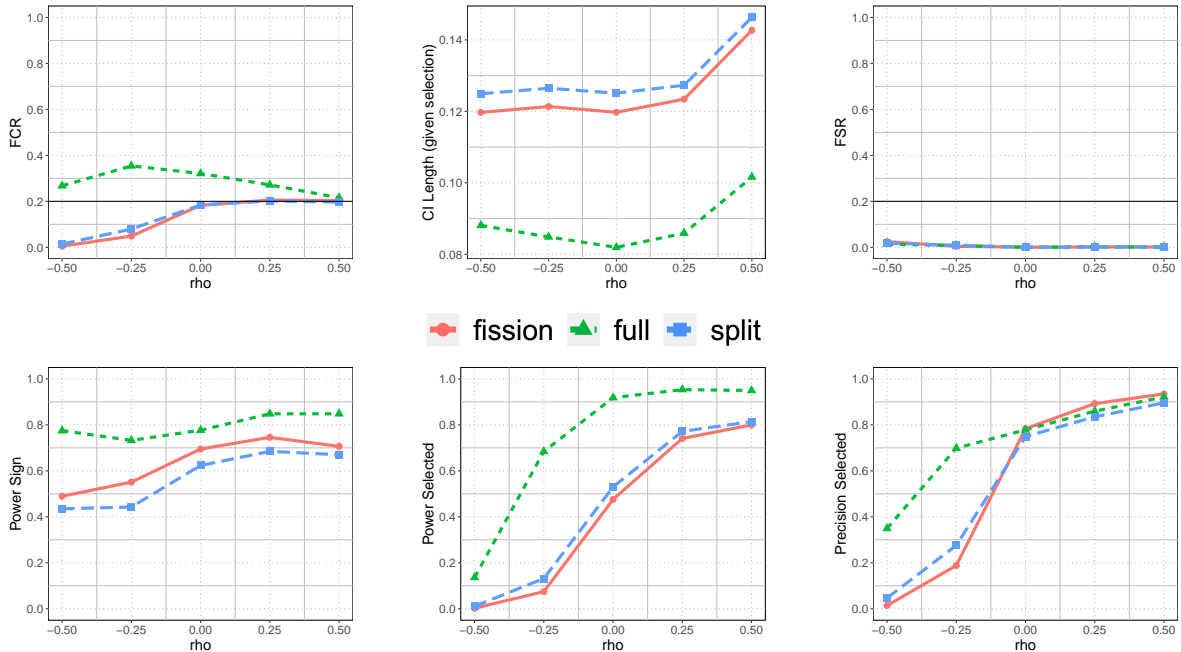 FCR
1.0
0.8
0.6
0.4
0.2
0.0
−0.50 −0.25 0.00 0.25 0.50
rho
CI Length (given selection)
0.14
0.12
0.10
0.08
−0.50 −0.25 0.00 0.25 0.50
rho
FSR
1.0
0.8
0.6
0.4
0.2
0.0
−0.50 −0.25 0.00 0.25 0.50
rho
fission full split
Power Sign
1.0
0.8
0.6
0.4
0.2
0.0
−0.50 −0.25 0.00 0.25 0.50
rho
Power Selected
1.0
0.8
0.6
0.4
0.2
0.0
−0.50 −0.25 0.00 0.25 0.50
rho
Precision Selected
1.0
0.8
0.6
0.4
0.2
0.0
−0.50 −0.25 0.00 0.25 0.50
rho